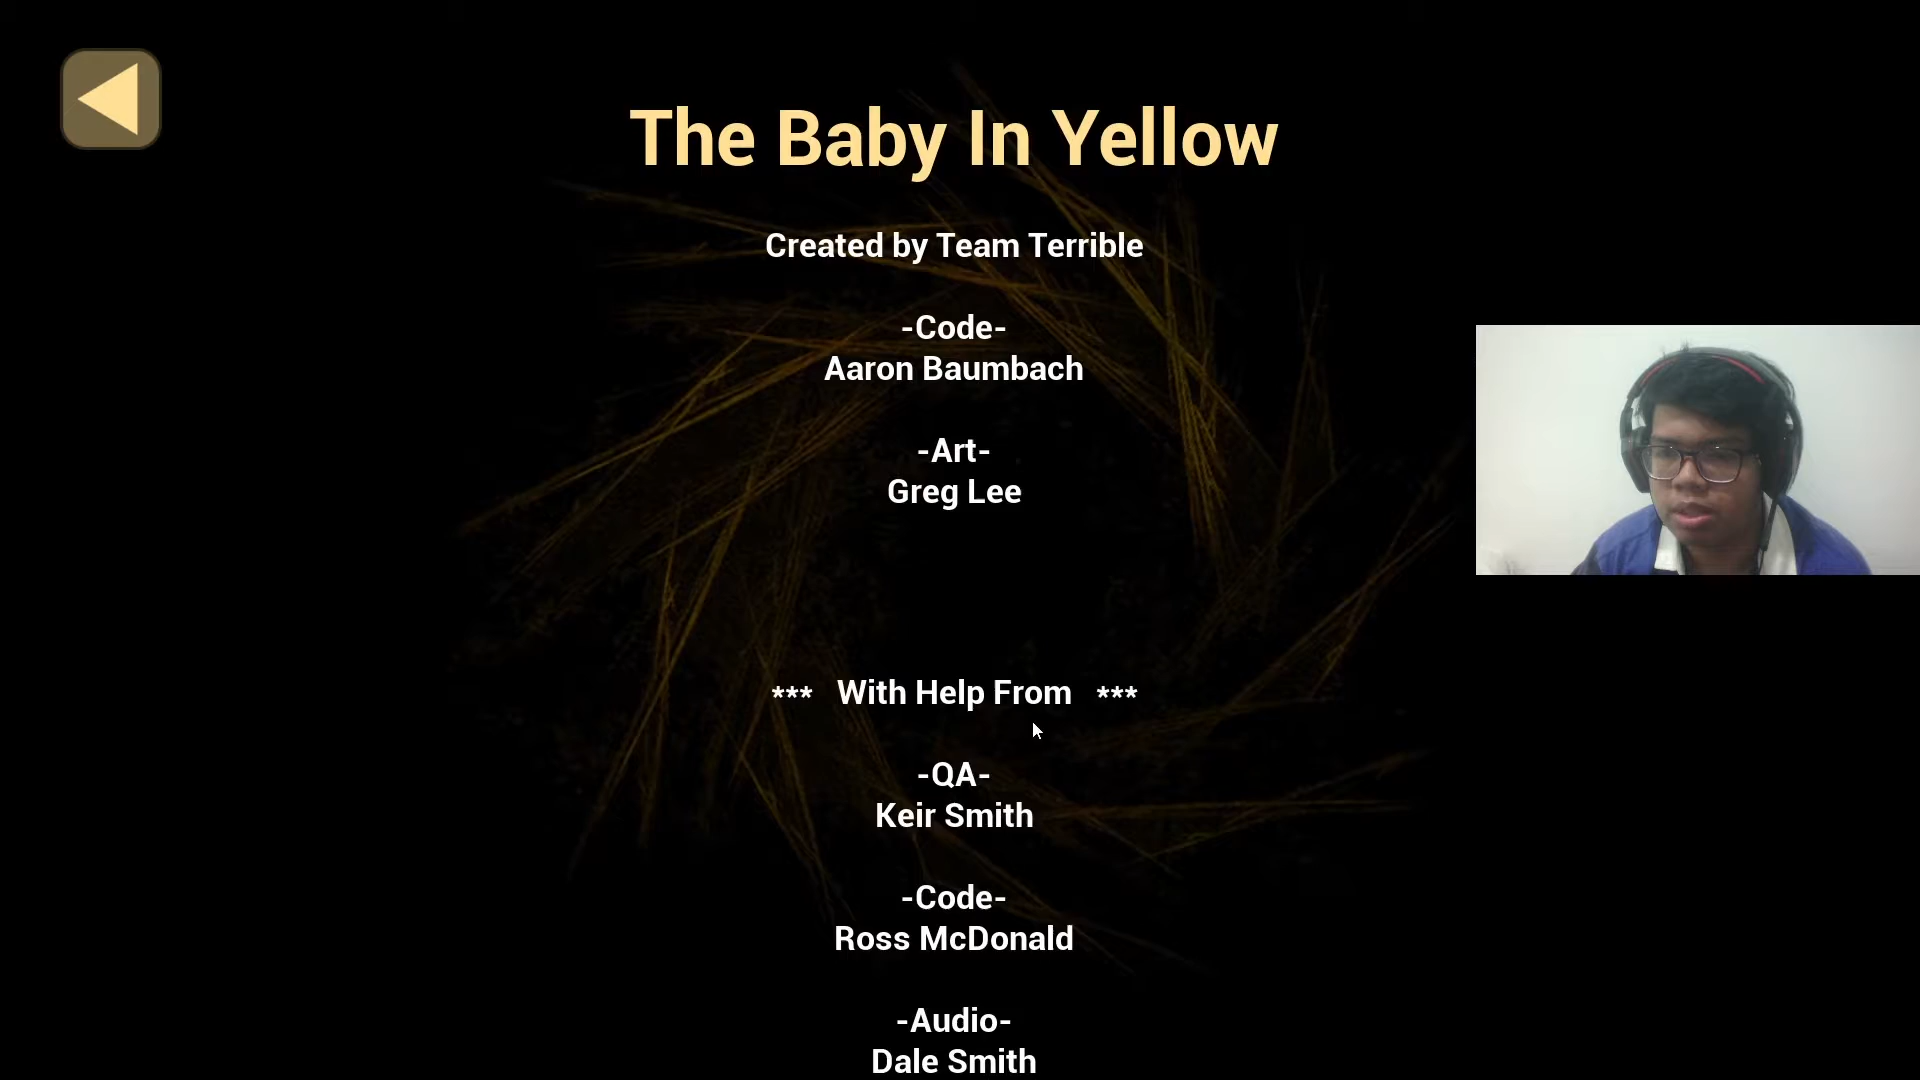 The Baby In Yellow
Created by Team Terrible
-Code-
Aaron Baumbach
-Art-
Greg Lee
*** With Help From ***
-QA-
Keir Smith
-Code-
Ross McDonald
-Audio-
Dale Smith